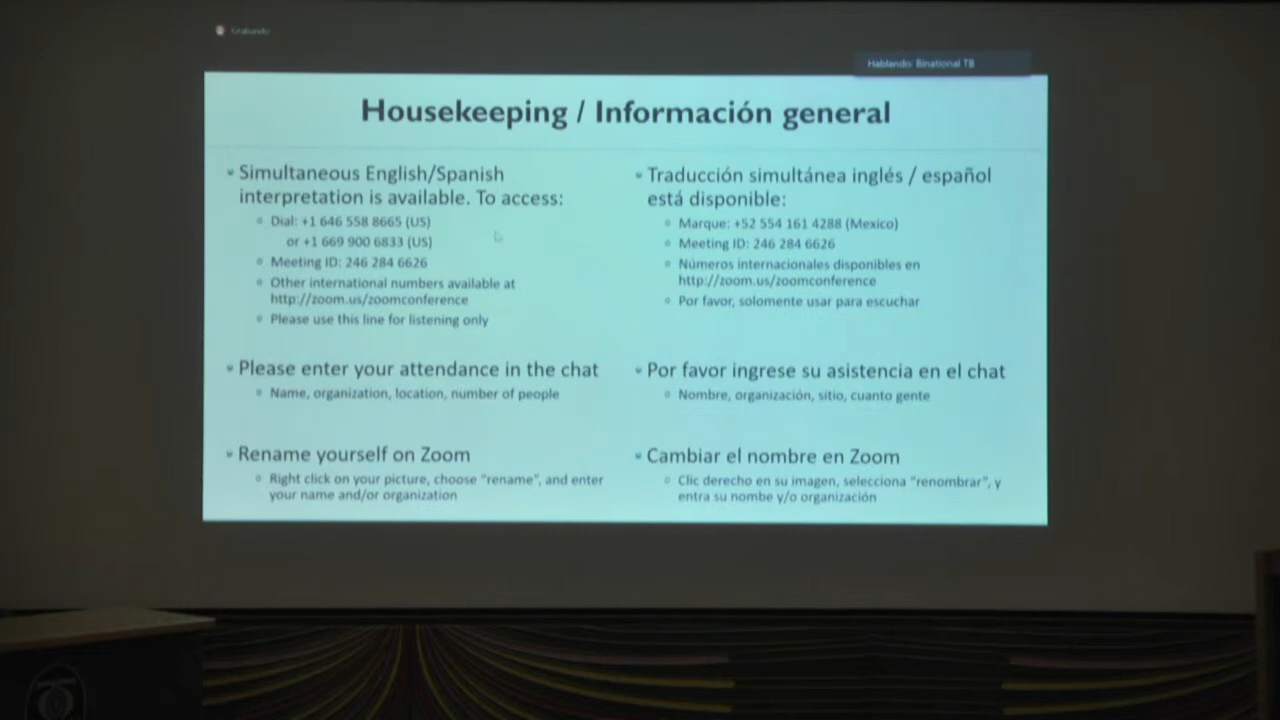 Grabando
Hablando: Binational TB
Housekeeping / Información general
Simultaneous English/Spanish
interpretation is available. To access:
Dial: +1 646 558 8665 (US)
or +1 669 900 6833 (US)
Meeting ID: 246 284 6626
Other international numbers available at
http://zoom.us/zoomconference
Please use this line for listening only
Please enter your attendance in the chat
Name, organization, location, number of people
Rename yourself on Zoom
Right click on your picture, choose “rename”, and enter
your name and/or organization
Traducción simultánea inglés / español
está disponible:
Marque: +52 554 161 4288 (Mexico)
Meeting ID: 246 284 6626
Números internacionales disponibles en
http://zoom.us/zoomconference
Por favor, solomente usar para escuchar
Por favor ingrese su asistencia en el chat
Nombre, organización, sitio, cuanto gente
Cambiar el nombre en Zoom
Clic derecho en su imagen, selecciona “renombrar”, y
entra su nombe y/o organización